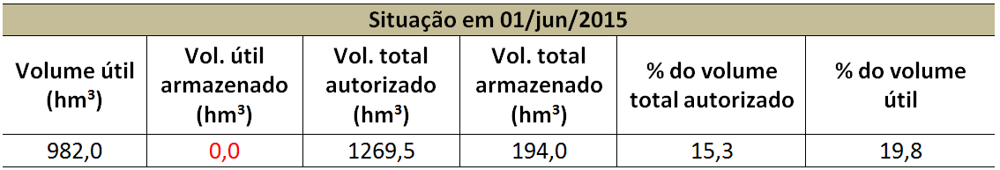 Situação em 01/jun/2015
Volume útil (hm³) Vol. útil armazenado (hm³) Vol. total autorizado (hm³) Vol. total armazenado (hm³) % do volume total autorizado % do volume útil
982,0 0,0 1269,5 194,0 15,3 19,8